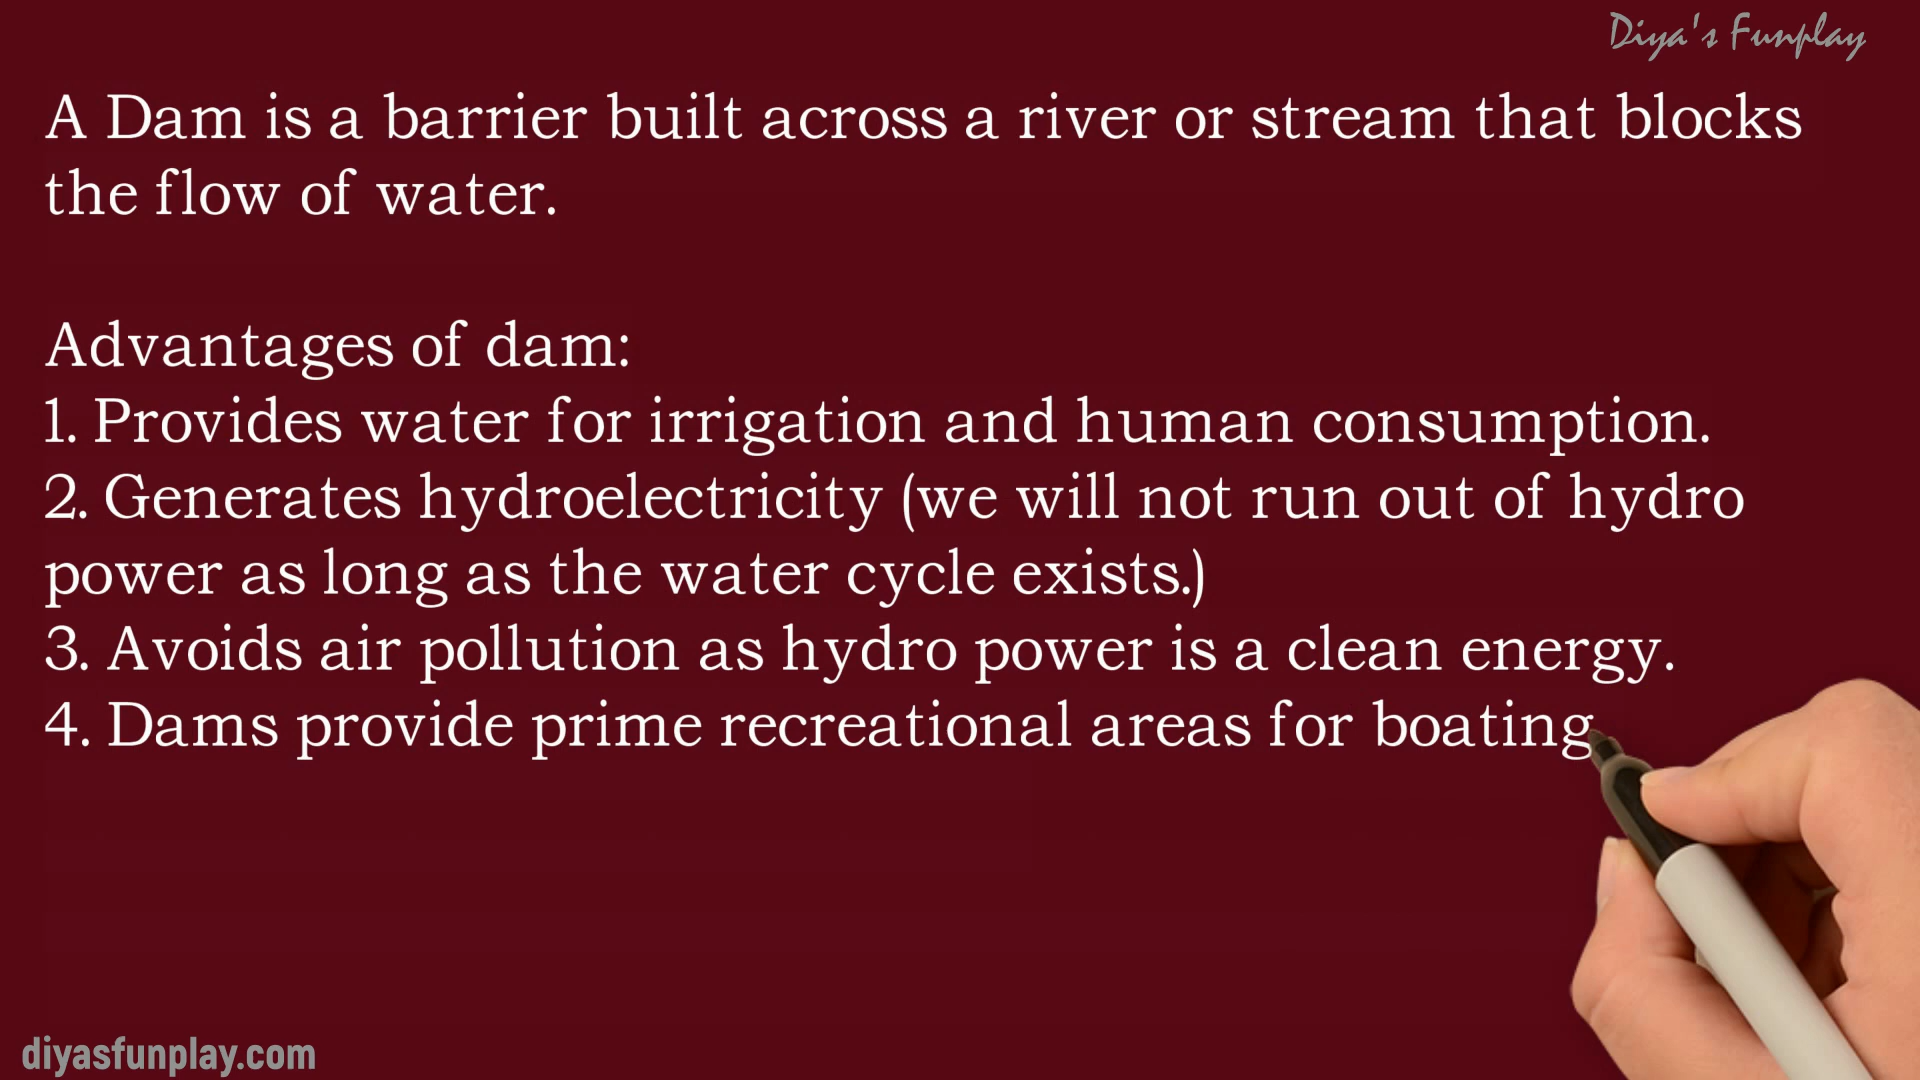 Diya's Funplay
A Dam is a barrier built across a river or stream that blocks
the flow of water.
Advantages of dam:
1. Provides water for irrigation and human consumption.
2. Generates hydroelectricity (we will not run out of hydro
power as long as the water cycle exists.)
3. Avoids air pollution as hydro power is a clean energy.
4. Dams provide prime recreational areas for boating
diyasfunplay.com